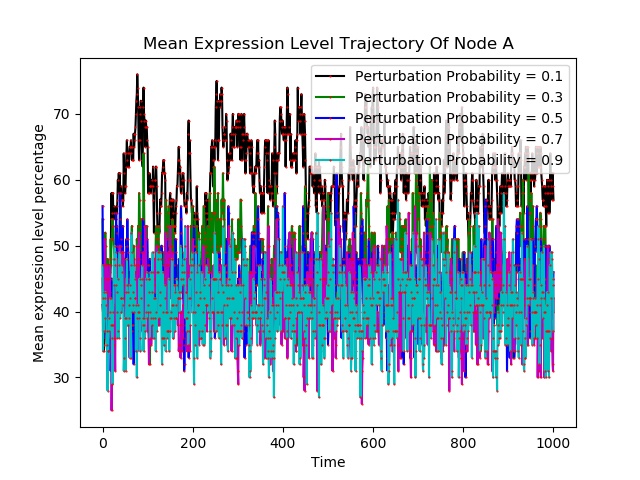 Mean Expression Level Trajectory Of Node A
Perturbation Probability = 0.1
Perturbation Probability = 0.3
Perturbation Probability = 0.5
Perturbation Probability = 0.7
Perturbation Probability = 0.9
Mean expression level percentage
70
60
50
40
30
0 200 400 600 800 1000
Time